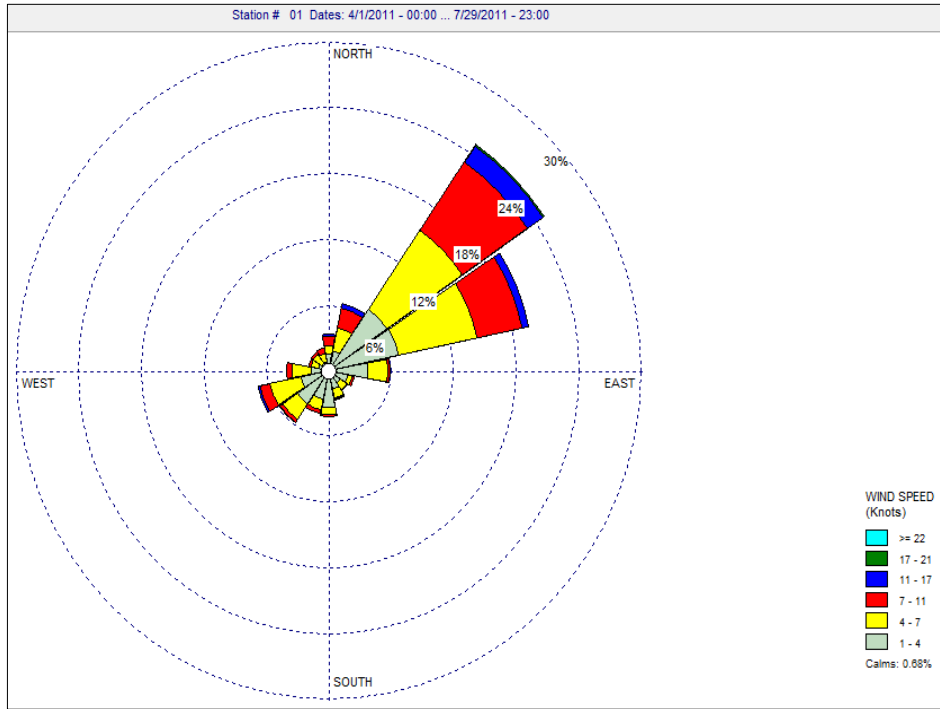 Station # 01 Dates: 4/1/2011 - 00:00 ... 7/29/2011 - 23:00
NORTH
30%
24%
18%
12%
6%
WEST
EAST
WIND SPEED
(Knots)
>= 22
17 - 21
11 - 17
7 - 11
4 - 7
1 - 4
Calms: 0.68%
SOUTH